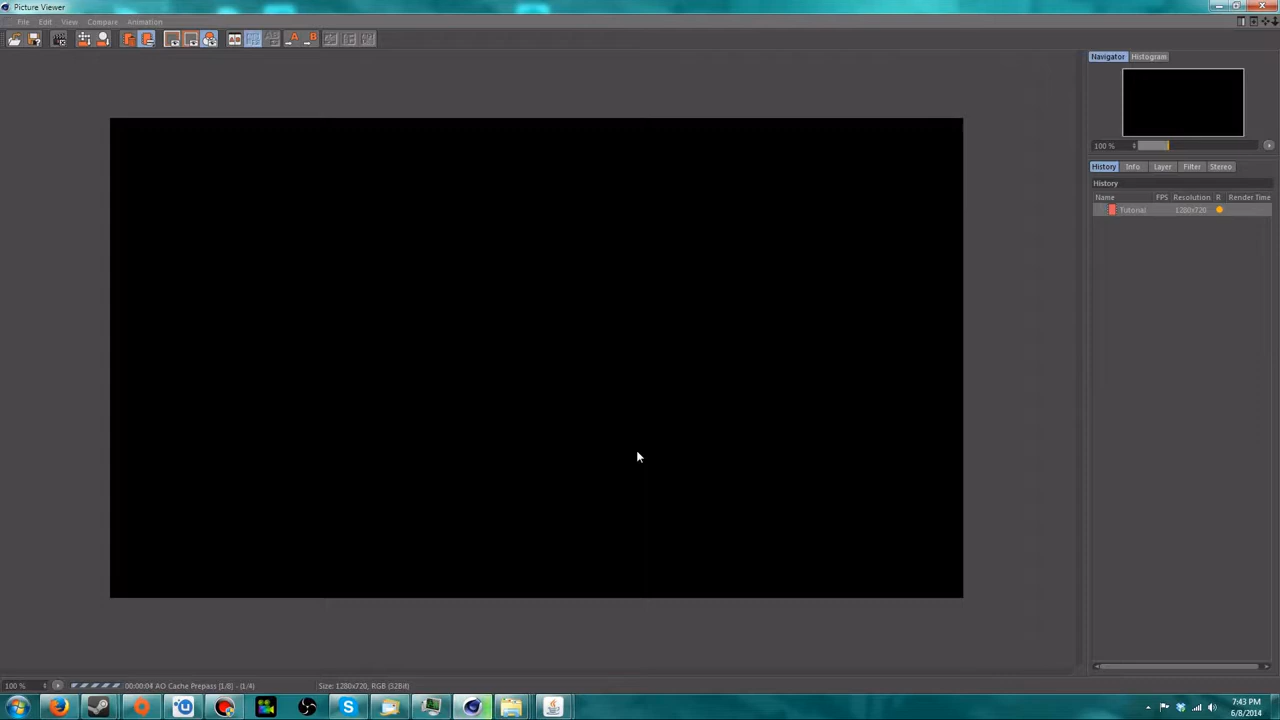 Picture Viewer
File Edit View Compare Animation
Navigator Histogram
100 %
History Info Layer Filter Stereo
History
Name FPS Resolution R Render Time
Tutorial 1280x720
100 % 00:00:04 AO Cache Prepass [1/8] - (1/4) Size: 1280x720, RGB (32Bit)
7:43 PM
6/8/2014